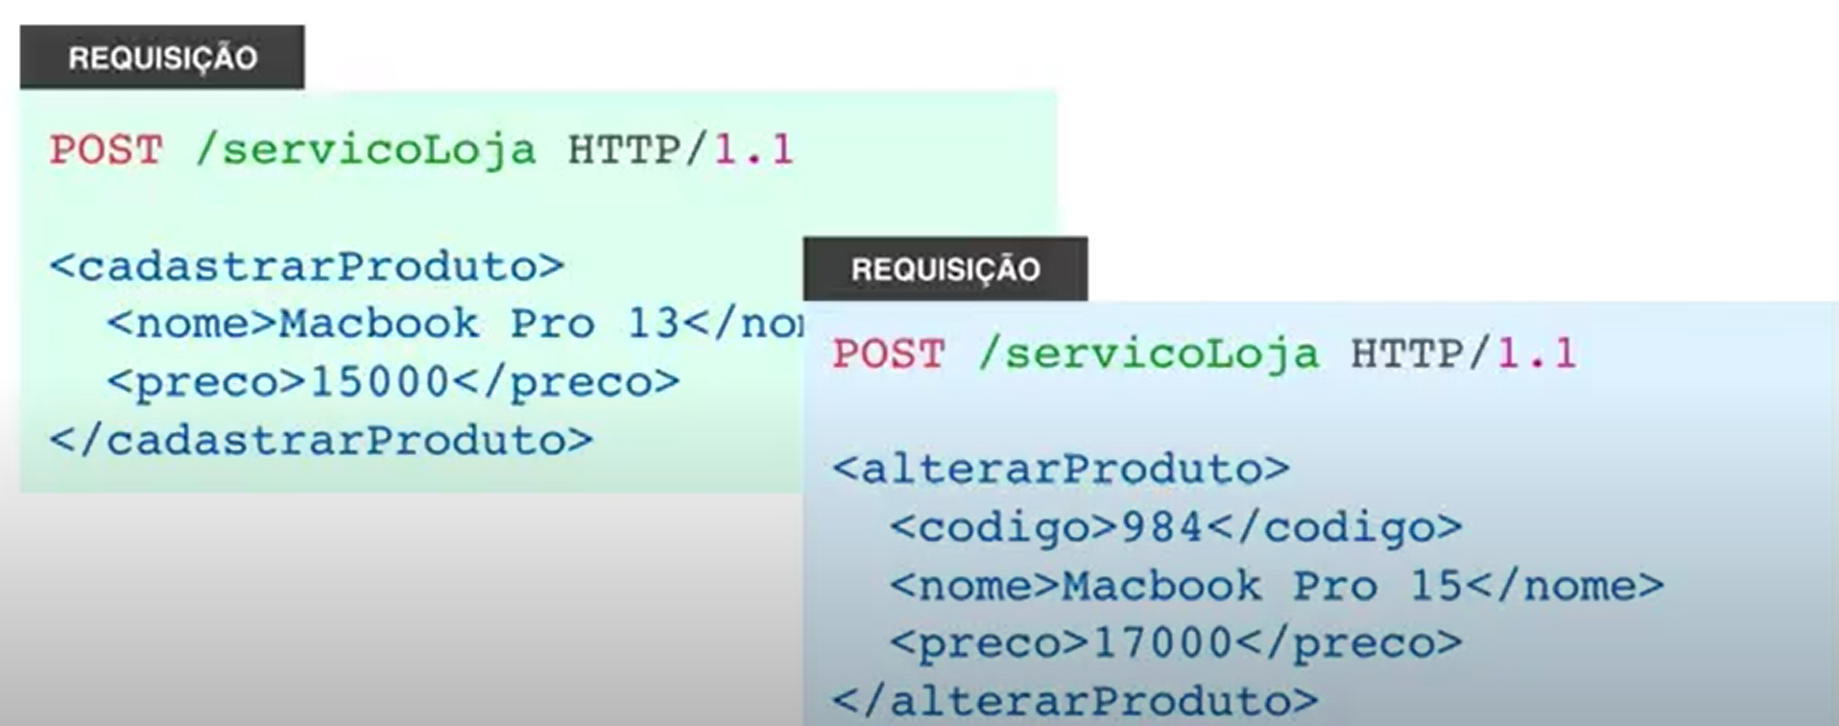 REQUISIÇÃO
POST /servicoLoja HTTP/1.1
<cadastrarProduto>
<nome>Macbook Pro 13</no
<preco>15000</preco>
</cadastrarProduto>
REQUISIÇÃO
POST /servicoLoja HTTP/1.1
<alterarProduto>
<codigo>984</codigo>
<nome>Macbook Pro 15</nome>
<preco>17000</preco>
</alterarProduto>